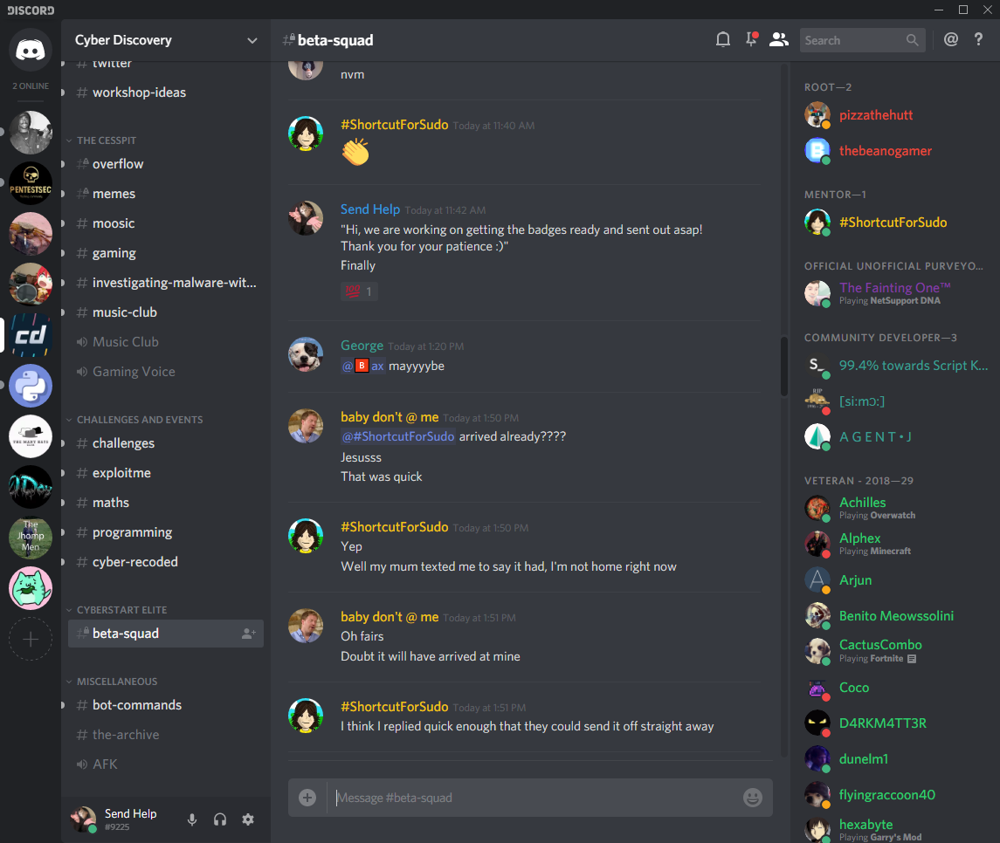 DISCORD
2 ONLINE
PENTESTSEC
cd
THE MANY HATS
The
Jhomp
Men
Cyber Discovery
# twitter
# workshop-ideas
THE CESSPIT
# overflow
# memes
# moosic
# gaming
# investigating-malware-wit...
# music-club
Music Club
Gaming Voice
CHALLENGES AND EVENTS
# challenges
# exploitme
# maths
# programming
# cyber-recoded
CYBERSTART ELITE
# beta-squad
MISCELLANEOUS
# bot-commands
# the-archive
AFK
Send Help
#9225
# beta-squad
Search
@
?
nvm
#ShortcutForSudo Today at 11:40 AM
Send Help Today at 11:42 AM
"Hi, we are working on getting the badges ready and sent out asap!
Thank you for your patience :)"
Finally
100 1
George Today at 1:20 PM
@🅱ax mayyyybe
baby don't @ me Today at 1:50 PM
@#ShortcutForSudo arrived already????
Jesusss
That was quick
#ShortcutForSudo Today at 1:50 PM
Yep
Well my mum texted me to say it had, I'm not home right now
baby don't @ me Today at 1:51 PM
Oh fairs
Doubt it will have arrived at mine
#ShortcutForSudo Today at 1:51 PM
I think I replied quick enough that they could send it off straight away
Message #beta-squad
ROOT—2
pizzathehutt
B
thebeanogamer
MENTOR—1
#ShortcutForSudo
OFFICIAL UNOFFICIAL PURVEYO...
The Fainting One™
Playing NetSupport DNA
COMMUNITY DEVELOPER—3
S_
99.4% towards Script K...
RIP
[siːmɔː]
A G E N T • J
VETERAN - 2018—29
Achilles
Playing Overwatch
Alphex
Playing Minecraft
A
Arjun
Benito Meowssolini
CactusCombo
Playing Fortnite
Coco
D4RKM4TT3R
dunelm1
flyingraccoon40
hexabyte
Playing Garry's Mod